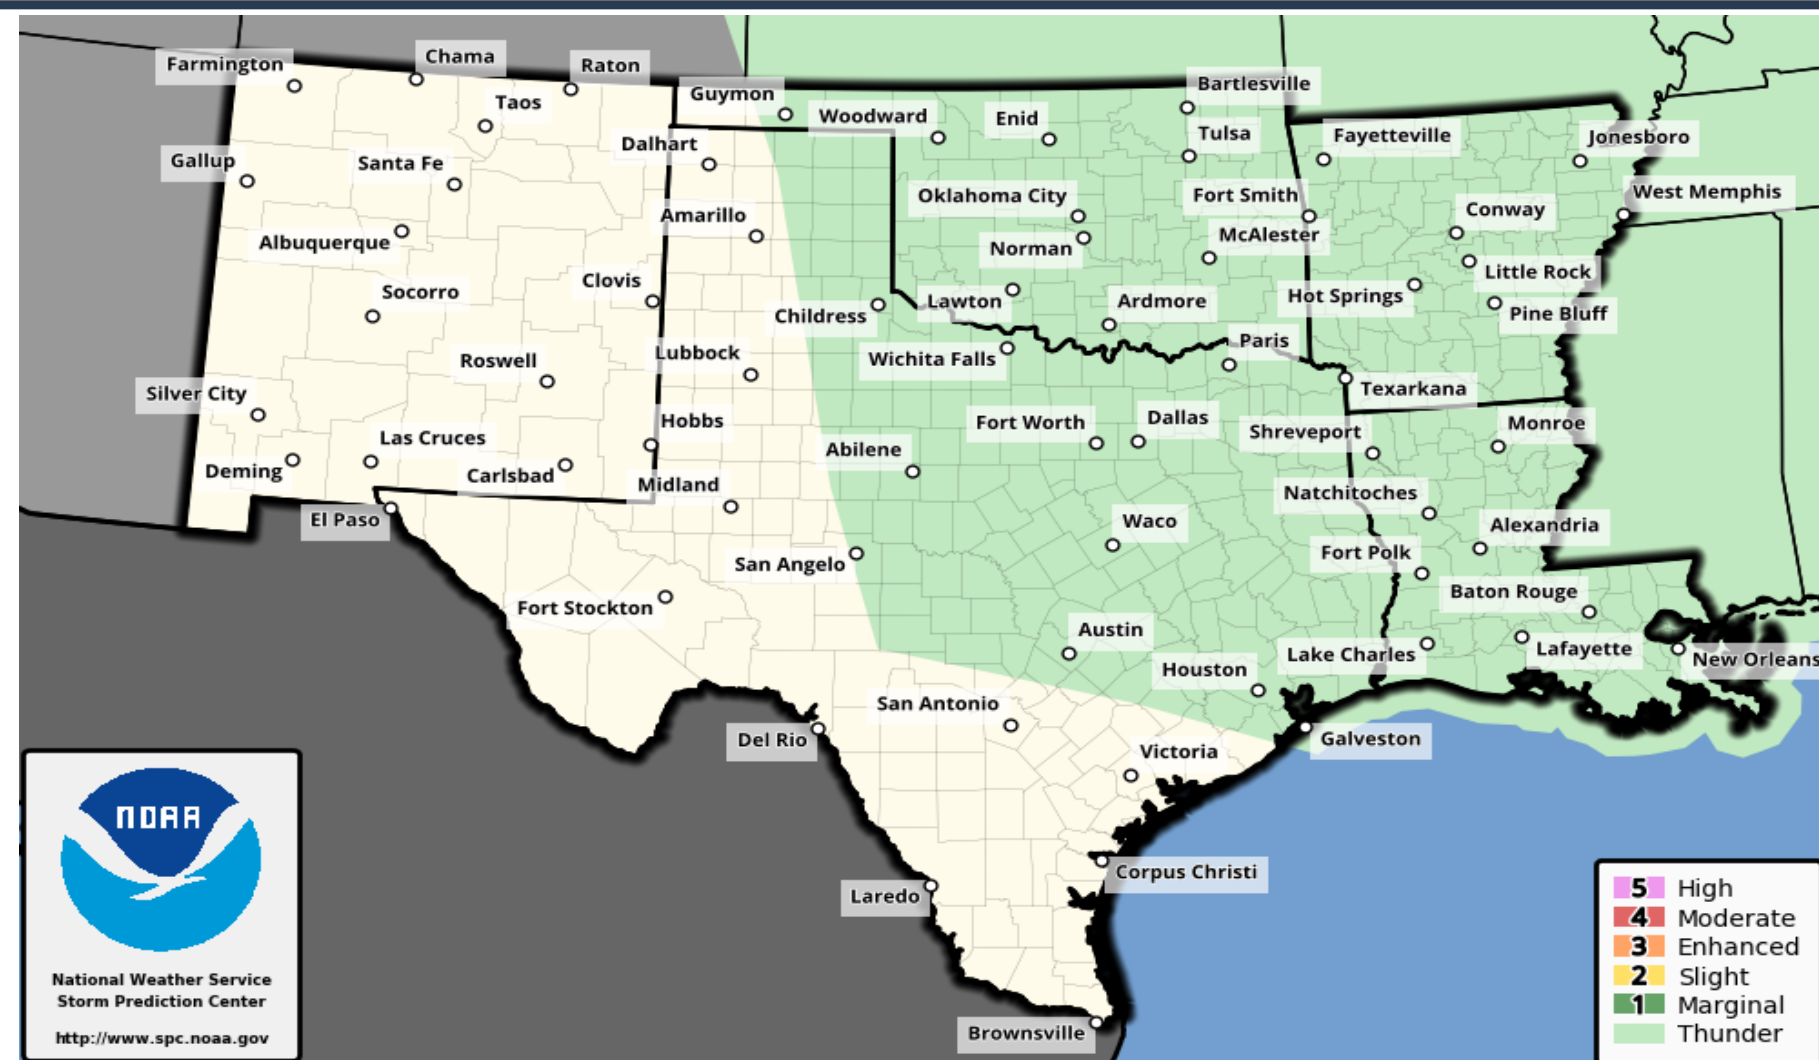 Farmington
Chama
Raton
Taos
Guymon
Woodward
Enid
Bartlesville
Tulsa
Fayetteville
Jonesboro
Gallup
Santa Fe
Dalhart
Oklahoma City
Fort Smith
Conway
West Memphis
Albuquerque
Amarillo
Norman
McAlester
Little Rock
Socorro
Clovis
Childress
Lawton
Ardmore
Hot Springs
Pine Bluff
Roswell
Lubbock
Wichita Falls
Paris
Texarkana
Silver City
Hobbs
Fort Worth
Dallas
Shreveport
Monroe
Las Cruces
Deming
Carlsbad
Midland
Abilene
Natchitoches
El Paso
Waco
Alexandria
San Angelo
Fort Polk
Fort Stockton
Baton Rouge
Austin
Houston
Lake Charles
Lafayette
New Orleans
San Antonio
Del Rio
Victoria
Galveston
Laredo
Corpus Christi
Brownsville
NOAA
National Weather Service
Storm Prediction Center
http://www.spc.noaa.gov
5 High
4 Moderate
3 Enhanced
2 Slight
1 Marginal
Thunder